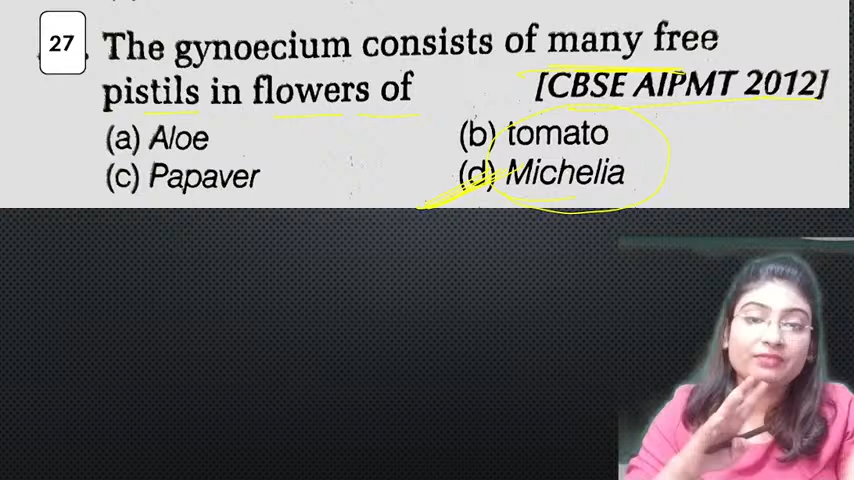 27 The gynoecium consists of many free
pistils in flowers of [CBSE AIPMT 2012]
(a) Aloe (b) tomato
(c) Papaver (d) Michelia